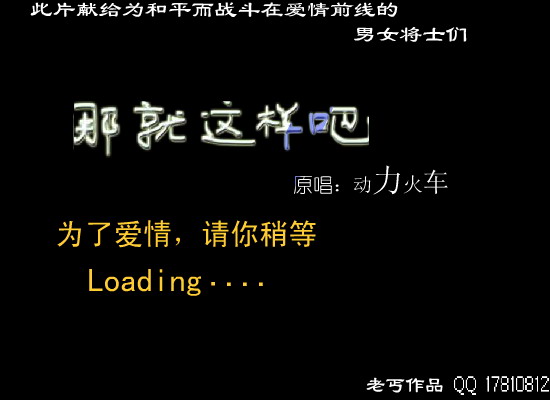 此片献给为和平而战斗在爱情前线的
男女将士们
那就这样吧
原唱：动力火车
为了爱情，请你稍等
Loading····
老丐作品 QQ 17810812